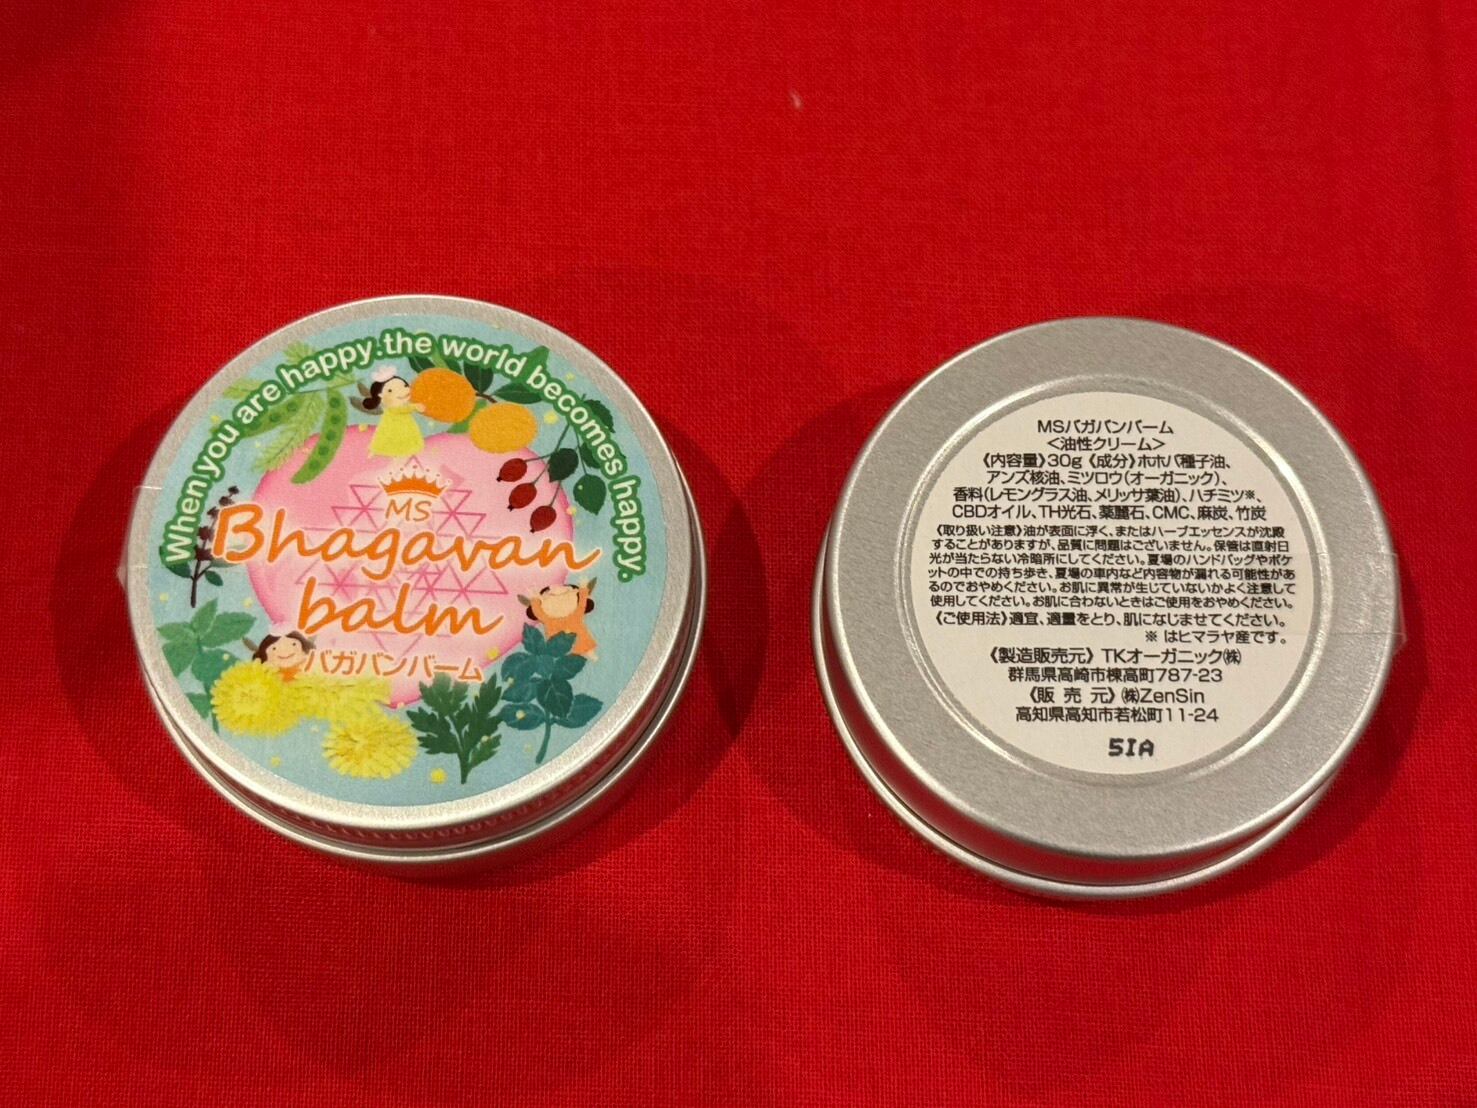 When you are happy. the world becomes happy.
MS
Bhagavan
balm
バガバンバーム
MSバガバンバーム
<油性クリーム>
《内容量》30g《成分》ホホバ種子油、
アンズ核油、ミツロウ(オーガニック)、
香料(レモングラス油、メリッサ葉油)、ハチミツ※、
CBDオイル、TH光石、薬麗石、CMC、麻炭、竹炭
《取り扱い注意》油が表面に浮く、またはハーブエッセンスが沈殿
することがありますが、品質に問題はございません。保管は直射日
光が当たらない冷暗所にしてください。夏場のハンドバッグやポケ
ットの中での持ち歩き、夏場の車内など内容物が漏れる可能性があ
るのでおやめください。お肌に異常が生じていないかよく注意して
使用してください。お肌に合わないときはご使用をおやめください。
《ご使用法》適宜、適量をとり、肌になじませてください。
※ はヒマラヤ産です。
《製造販売元》TKオーガニック㈱
群馬県高崎市棟高町787-23
《販 売 元》㈱ZenSin
高知県高知市若松町11-24
5IA